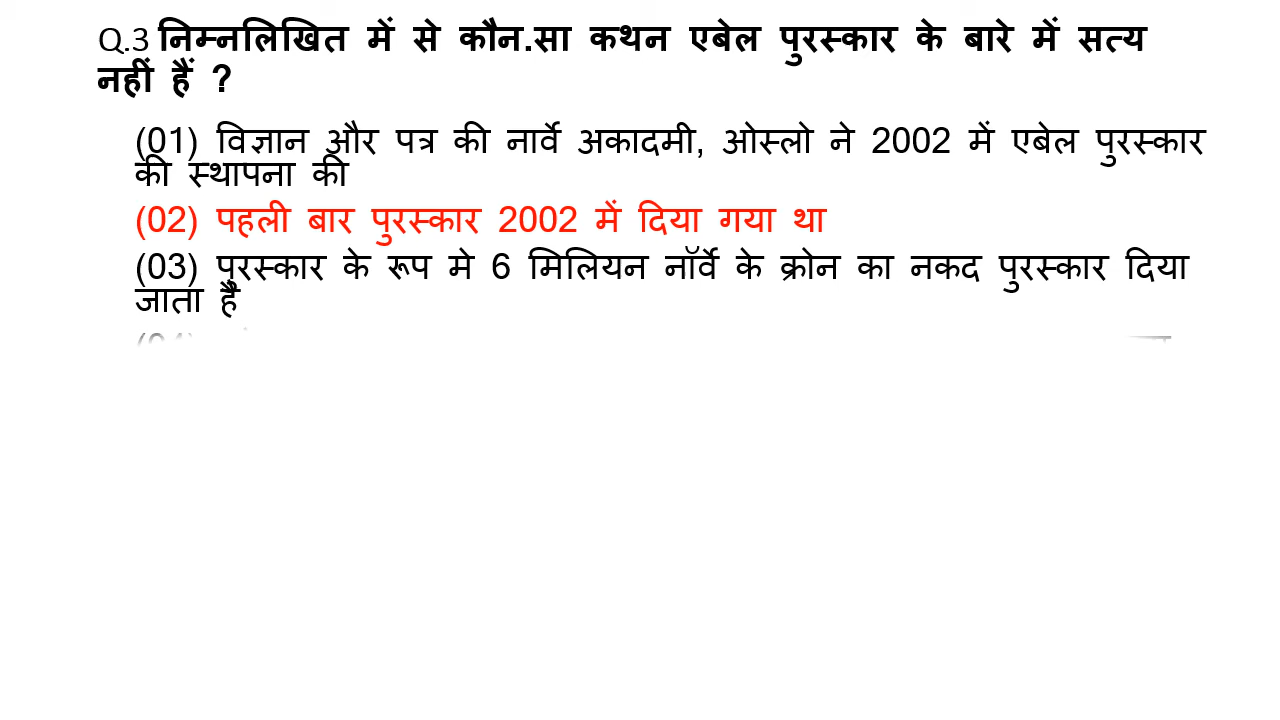 Q.3 निम्नलिखित में से कौन.सा कथन एबेल पुरस्कार के बारे में सत्य
नहीं हैं ?
(01) विज्ञान और पत्र की नार्वे अकादमी, ओस्लो ने 2002 में एबेल पुरस्कार
की स्थापना की
(02) पहली बार पुरस्कार 2002 में दिया गया था
(03) पुरस्कार के रूप मे 6 मिलियन नॉर्वे के क्रोन का नकद पुरस्कार दिया
जाता है